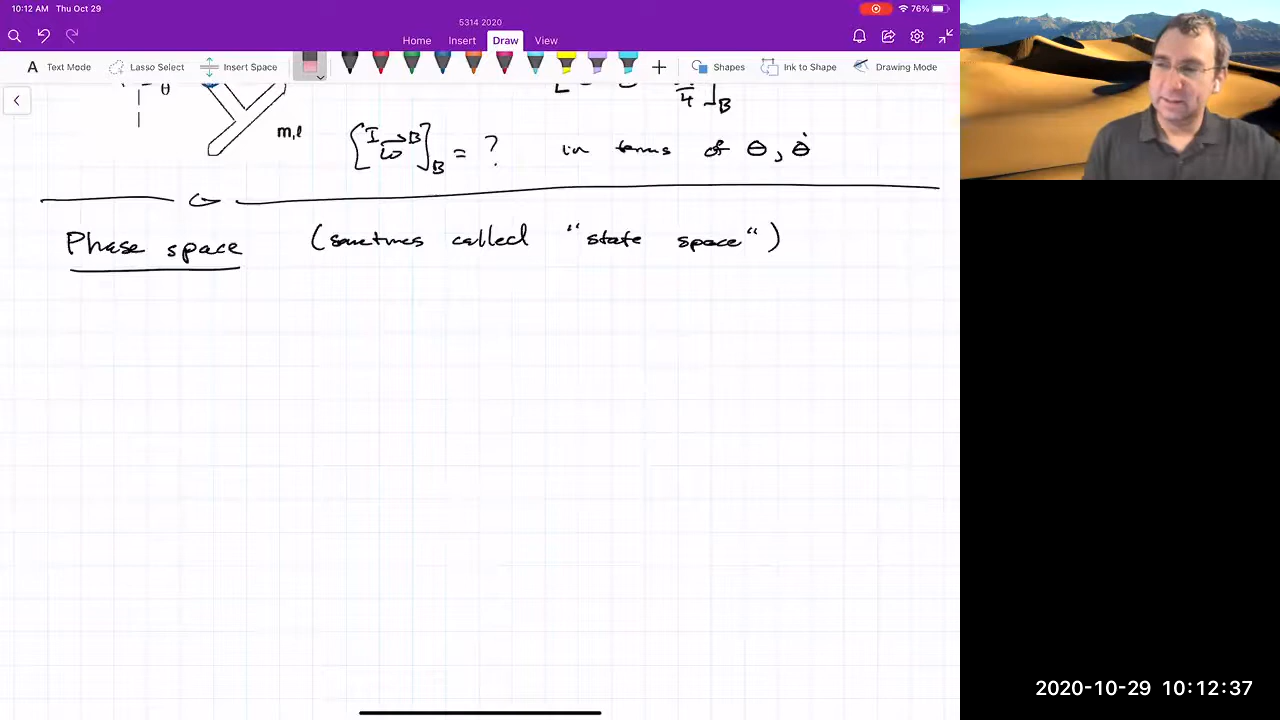 10:12 AM Thu Oct 29
76%
5314 2020
Home Insert Draw View
Text Mode Lasso Select Insert Space Shapes Ink to Shape Drawing Mode
θ
4 ]B
m,l
[I ω→ B]B = ? in terms of θ, θ̇
Phase space (sometimes called "state space")
2020-10-29 10:12:37